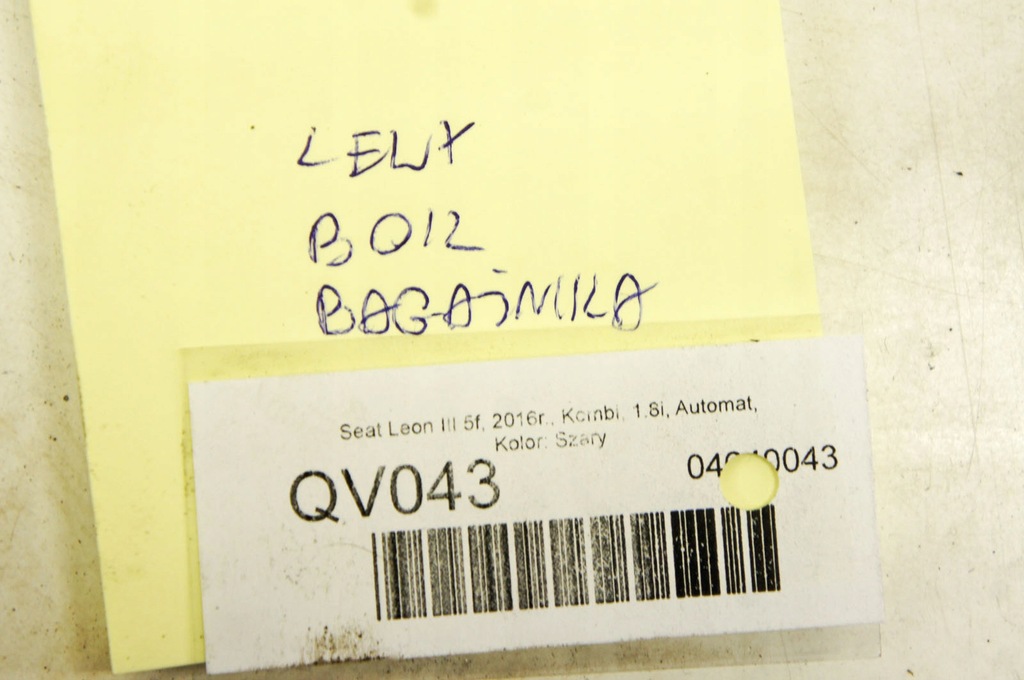 LEWY
BOK
BAGAŻNIKA
Seat Leon III 5f, 2016r., Kombi, 1.8i, Automat,
Kolor: Szary
QV043